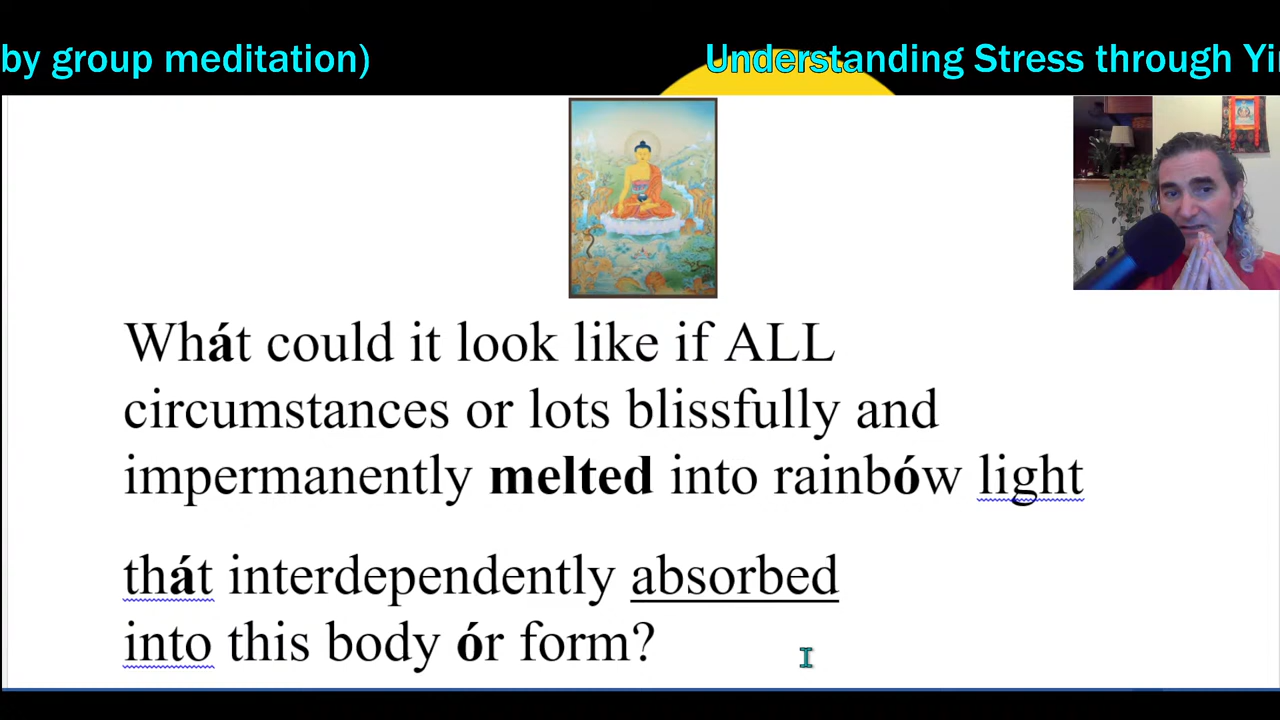 by group meditation) Understanding Stress through Yi
Whát could it look like if ALL
circumstances or lots blissfully and
impermanently melted into rainbów light
thát interdependently absorbed
into this body ór form?